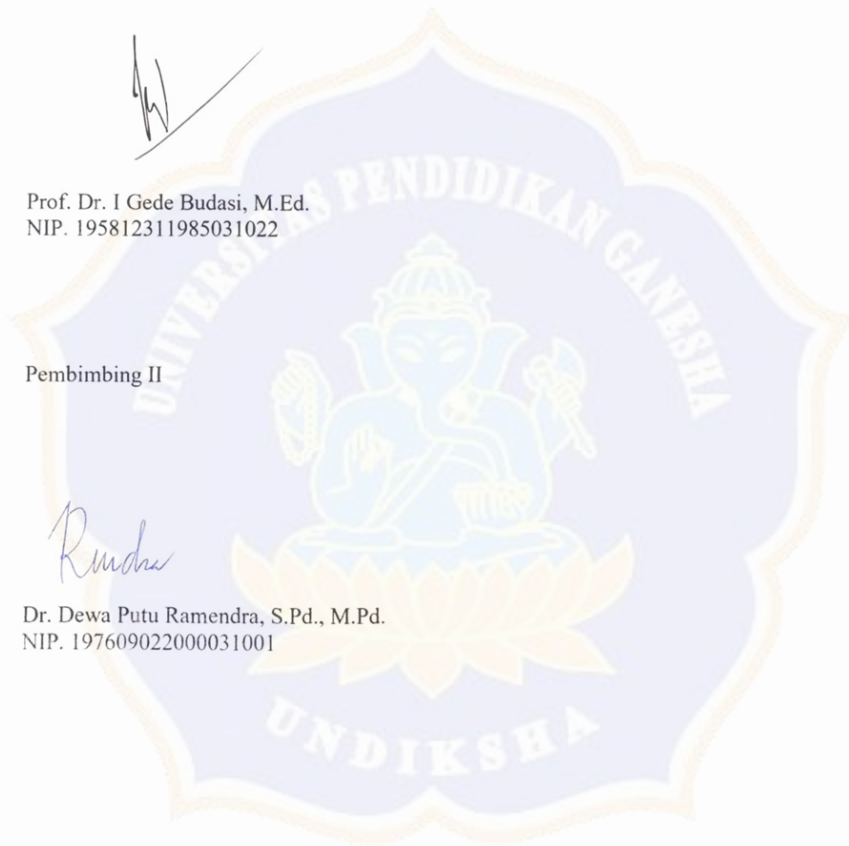 Prof. Dr. I Gede Budasi, M.Ed.
NIP. 195812311985031022
UNIVERSITAS PENDIDIKAN GANESHA
Pembimbing II
Dr. Dewa Putu Ramendra, S.Pd., M.Pd.
NIP. 197609022000031001
UNDIKSHA